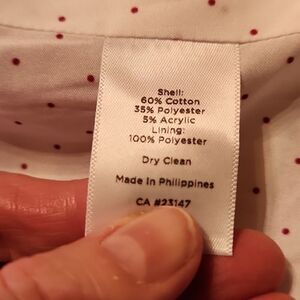 Shell:
60% Cotton
35% Polyester
5% Acrylic
Lining:
100% Polyester
Dry Clean
Made in Philippines
CA #23147